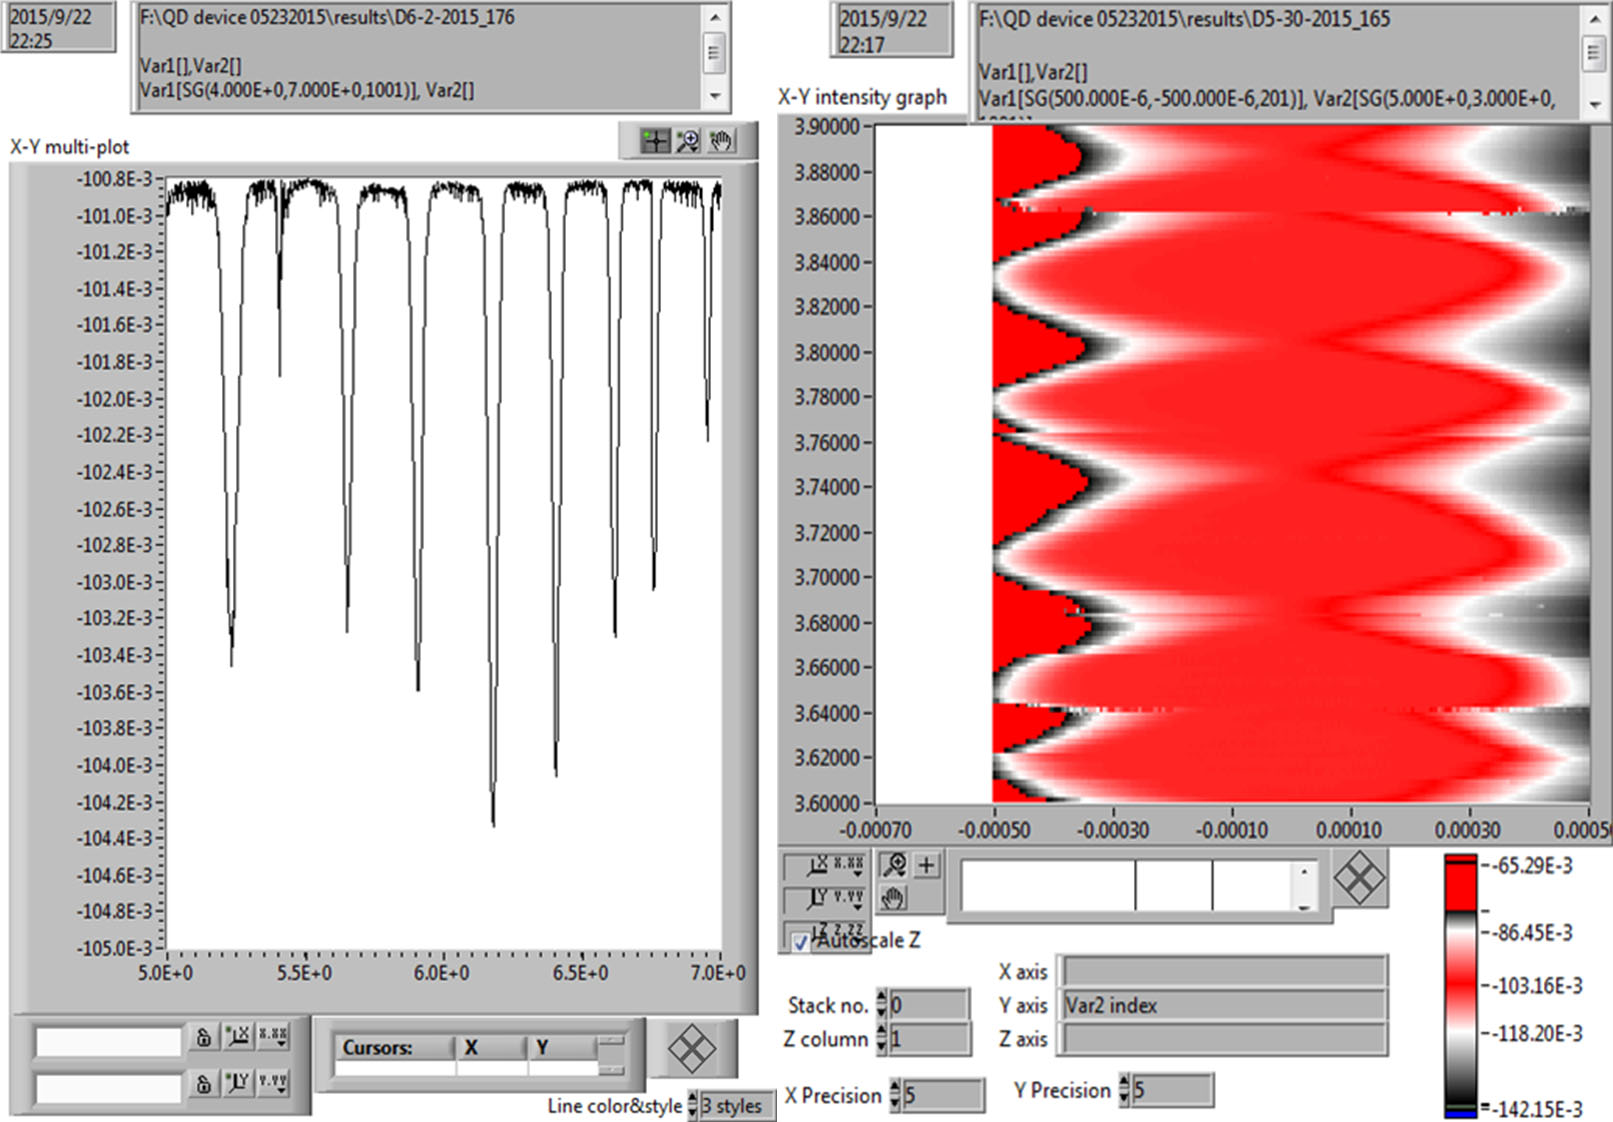 2015/9/22
22:25
F:\QD device 05232015\results\D6-2-2015_176
Var1[],Var2[]
Var1[SG(4.000E+0,7.000E+0,1001)], Var2[]
X-Y multi-plot
-100.8E-3
-101.0E-3
-101.2E-3
-101.4E-3
-101.6E-3
-101.8E-3
-102.0E-3
-102.2E-3
-102.4E-3
-102.6E-3
-102.8E-3
-103.0E-3
-103.2E-3
-103.4E-3
-103.6E-3
-103.8E-3
-104.0E-3
-104.2E-3
-104.4E-3
-104.6E-3
-104.8E-3
-105.0E-3
5.0E+0 5.5E+0 6.0E+0 6.5E+0 7.0E+0
X X.XX
Y Y.YY
Cursors: X Y
Line color&style 3 styles
2015/9/22
22:17
F:\QD device 05232015\results\D5-30-2015_165
Var1[],Var2[]
Var1[SG(500.000E-6,-500.000E-6,201)], Var2[SG(5.000E+0,3.000E+0,
X-Y intensity graph
3.90000
3.88000
3.86000
3.84000
3.82000
3.80000
3.78000
3.76000
3.74000
3.72000
3.70000
3.68000
3.66000
3.64000
3.62000
3.60000
-0.00070 -0.00050 -0.00030 -0.00010 0.00010 0.00030 0.0005
X X.XX
Y Y.YY
Z Z.ZZ
Autoscale Z
-65.29E-3
-86.45E-3
-103.16E-3
-118.20E-3
-142.15E-3
X axis
Stack no. 0 Y axis Var2 index
Z column 1 Z axis
X Precision 5 Y Precision 5